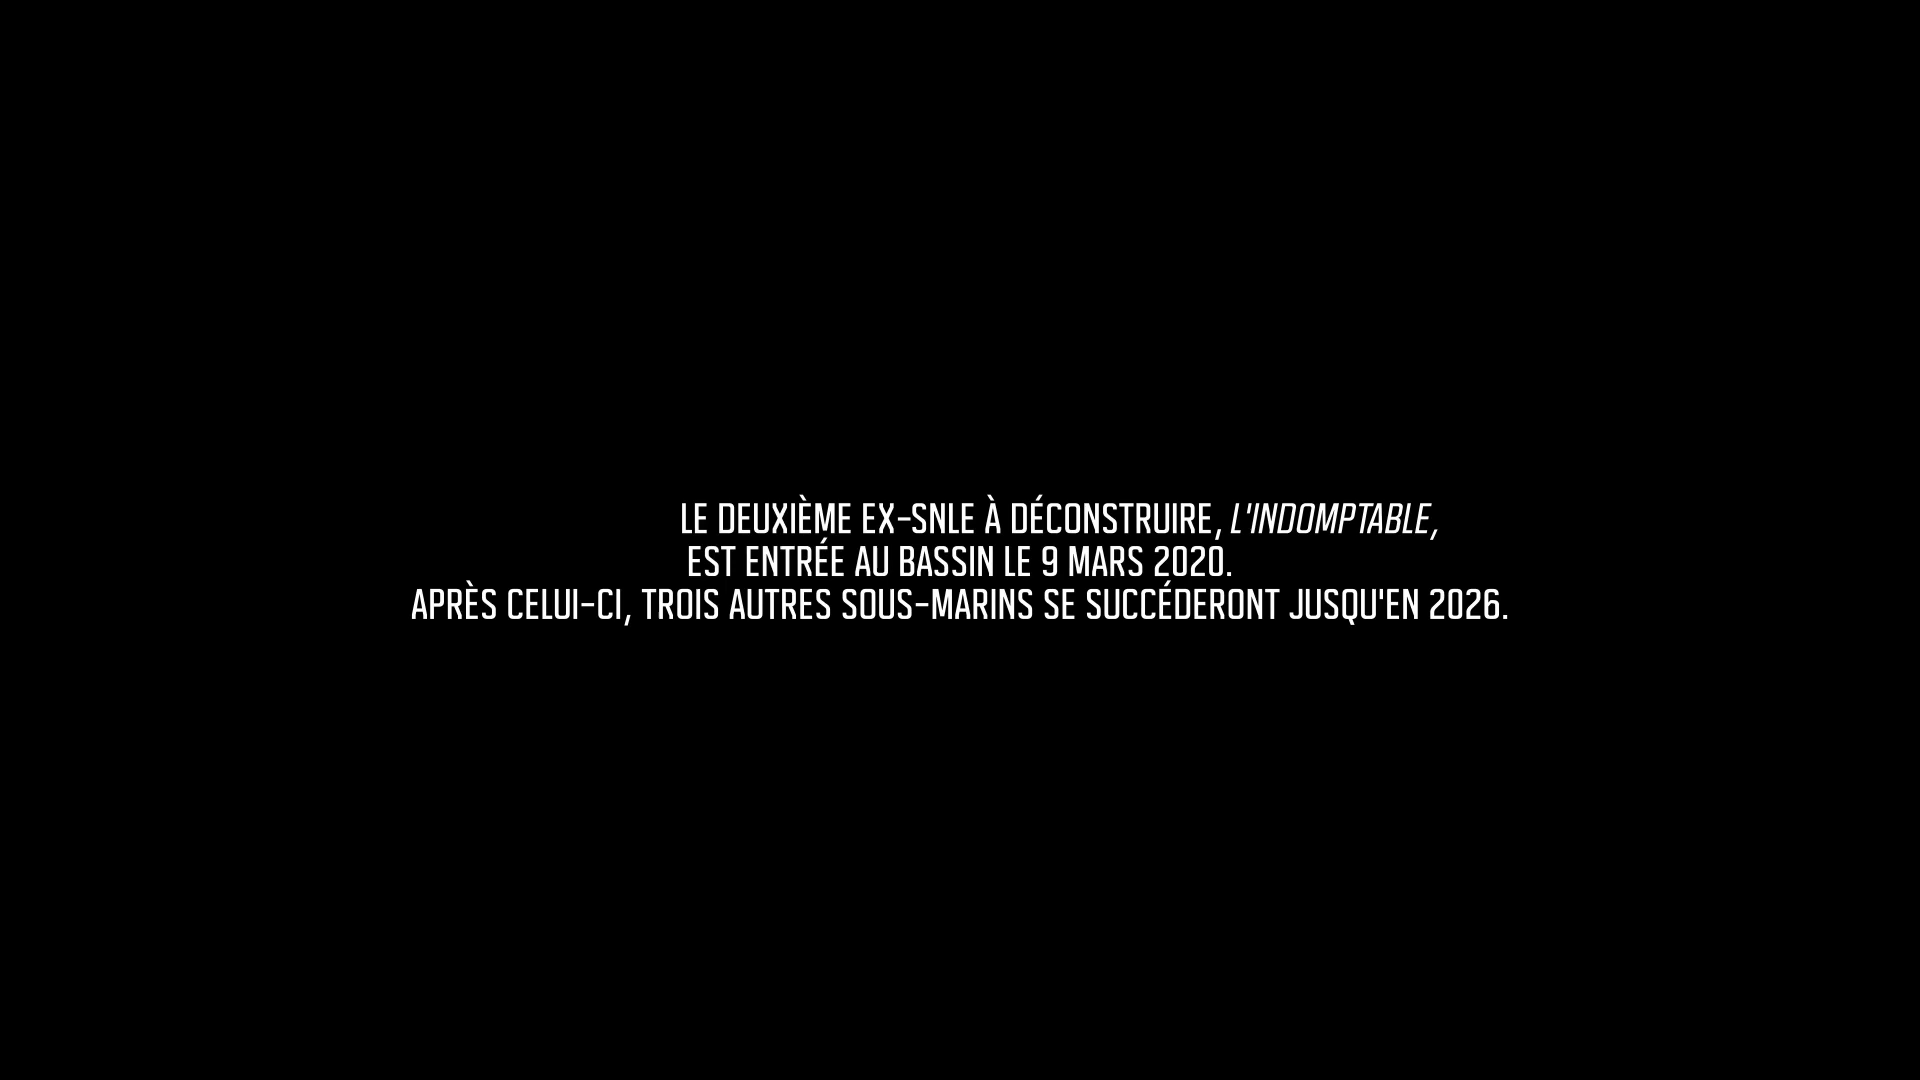 LE DEUXIÈME EX-SNLE À DÉCONSTRUIRE, L'INDOMPTABLE,
EST ENTRÉE AU BASSIN LE 9 MARS 2020.
APRÈS CELUI-CI, TROIS AUTRES SOUS-MARINS SE SUCCÉDERONT JUSQU'EN 2026.